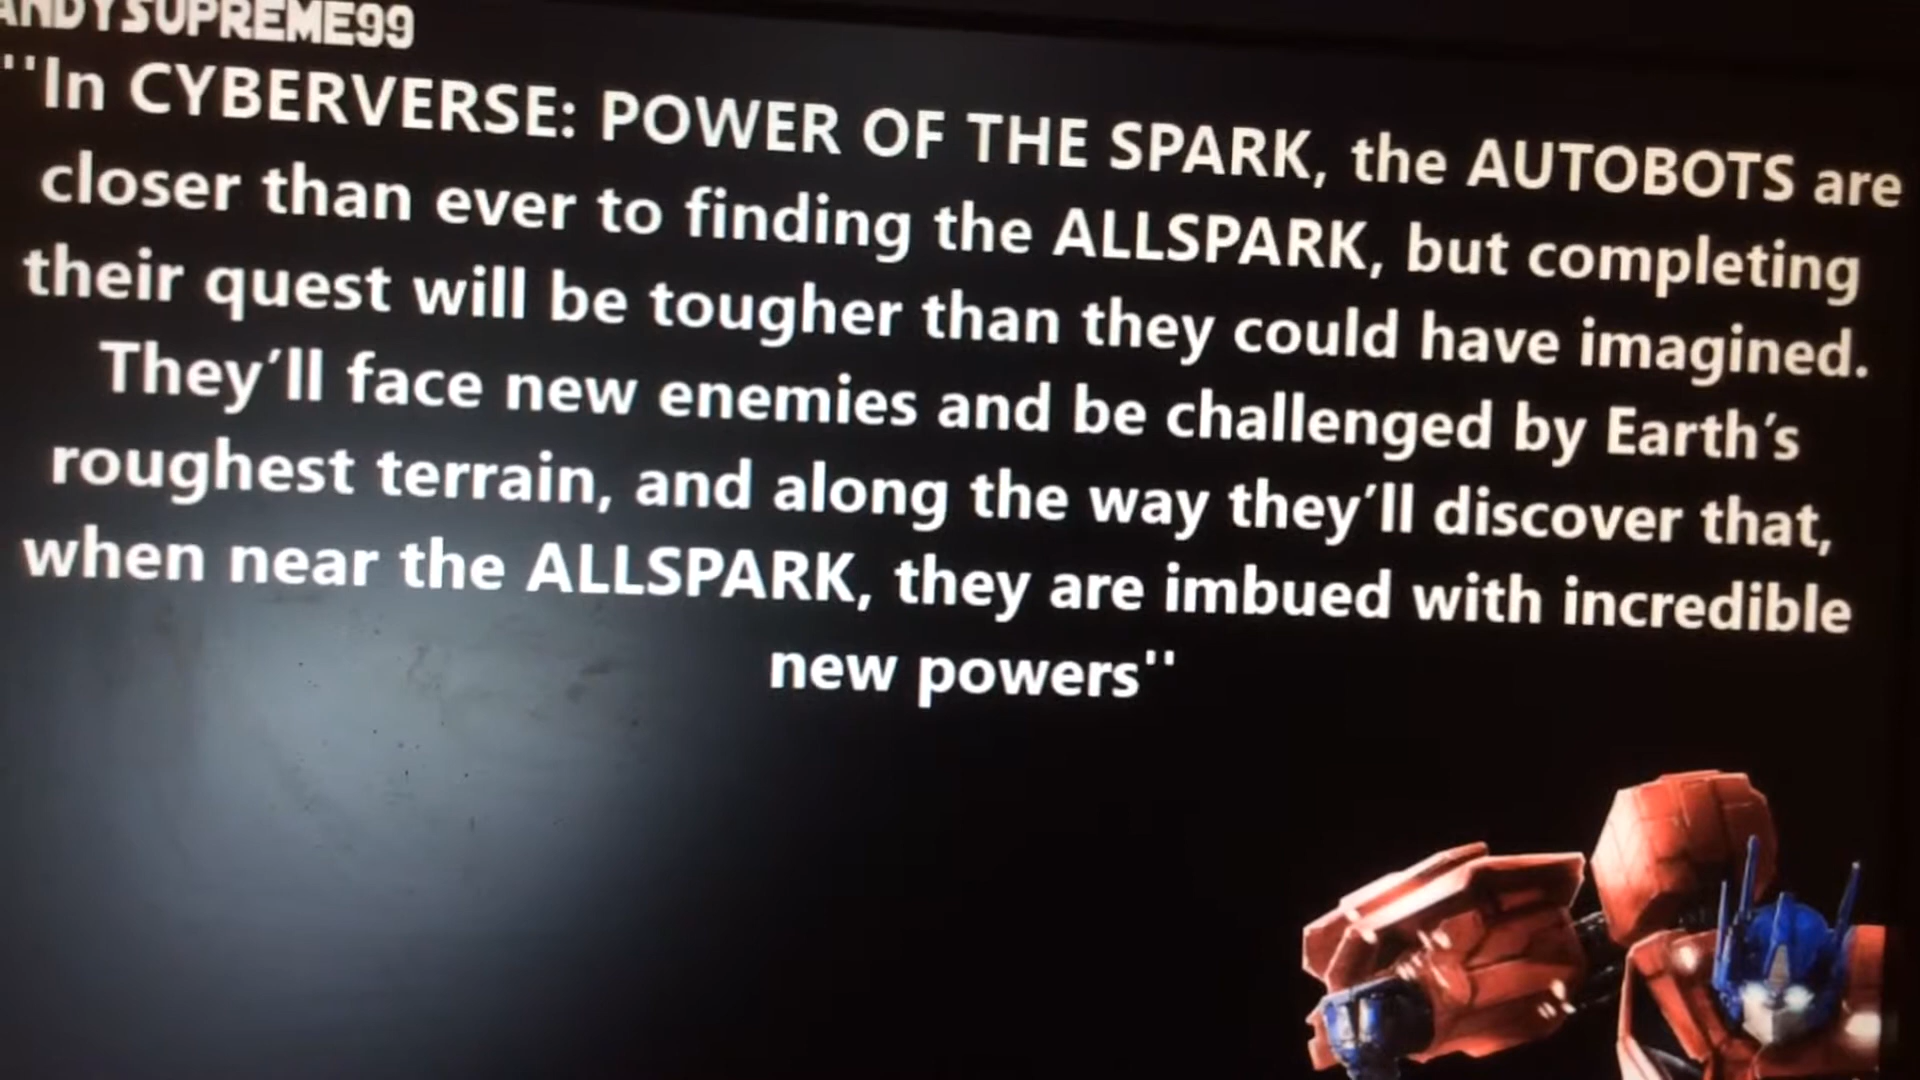 ANDYSUPREME99
"In CYBERVERSE: POWER OF THE SPARK, the AUTOBOTS are
closer than ever to finding the ALLSPARK, but completing
their quest will be tougher than they could have imagined.
They'll face new enemies and be challenged by Earth's
roughest terrain, and along the way they'll discover that,
when near the ALLSPARK, they are imbued with incredible
new powers"